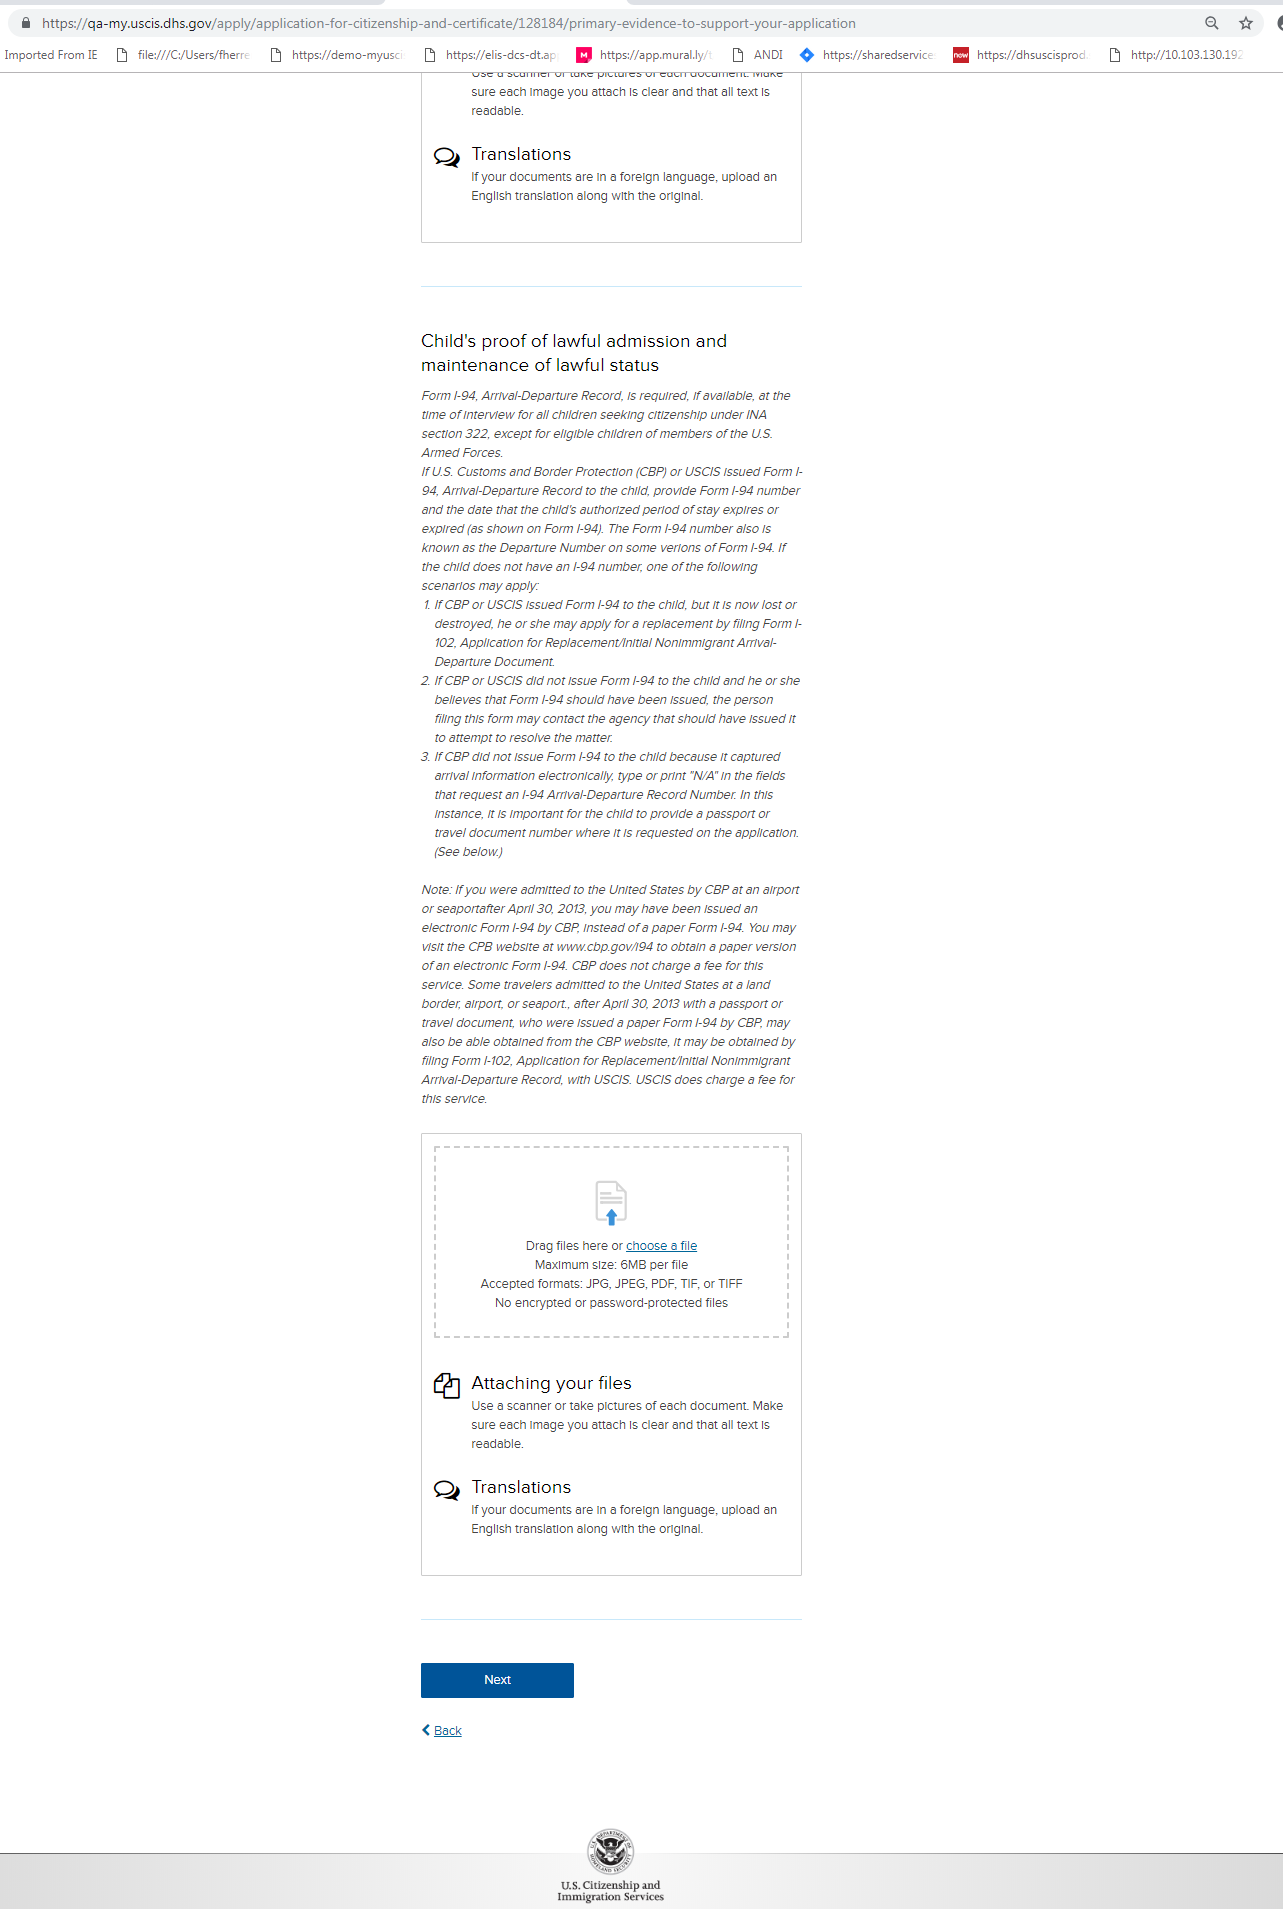 https://qa-my.uscis.dhs.gov/apply/application-for-citizenship-and-certificate/128184/primary-evidence-to-support-your-application
Imported From IE file:///C:/Users/fherre https://demo-myusci https://elis-dcs-dt.ap https://app.mural.ly/t ANDI https://sharedservice now https://dhsuscisprod. http://10.103.130.192
Use a scanner or take pictures of each document. Make
sure each image you attach is clear and that all text is
readable.
Translations
If your documents are in a foreign language, upload an
English translation along with the original.
Child's proof of lawful admission and
maintenance of lawful status
Form I-94, Arrival-Departure Record, is required, if available, at the
time of interview for all children seeking citizenship under INA
section 322, except for eligible children of members of the U.S.
Armed Forces.
If U.S. Customs and Border Protection (CBP) or USCIS issued Form I-
94, Arrival-Departure Record to the child, provide Form I-94 number
and the date that the child's authorized period of stay expires or
expired (as shown on Form I-94). The Form I-94 number also is
known as the Departure Number on some verions of Form I-94. If
the child does not have an I-94 number, one of the following
scenarios may apply:
1. If CBP or USCIS issued Form I-94 to the child, but it is now lost or
destroyed, he or she may apply for a replacement by filing Form I-
102, Application for Replacement/Initial Nonimmigrant Arrival-
Departure Document.
2. If CBP or USCIS did not issue Form I-94 to the child and he or she
believes that Form I-94 should have been issued, the person
filing this form may contact the agency that should have issued it
to attempt to resolve the matter.
3. If CBP did not issue Form I-94 to the child because it captured
arrival information electronically, type or print "N/A" in the fields
that request an I-94 Arrival-Departure Record Number. In this
instance, it is important for the child to provide a passport or
travel document number where it is requested on the application.
(See below.)
Note: If you were admitted to the United States by CBP at an airport
or seaportafter April 30, 2013, you may have been issued an
electronic Form I-94 by CBP, instead of a paper Form I-94. You may
visit the CPB website at www.cbp.gov/i94 to obtain a paper version
of an electronic Form I-94. CBP does not charge a fee for this
service. Some travelers admitted to the United States at a land
border, airport, or seaport., after April 30, 2013 with a passport or
travel document, who were issued a paper Form I-94 by CBP, may
also be able obtained from the CBP website, it may be obtained by
filing Form I-102, Application for Replacement/Initial Nonimmigrant
Arrival-Departure Record, with USCIS. USCIS does charge a fee for
this service.
Drag files here or choose a file
Maximum size: 6MB per file
Accepted formats: JPG, JPEG, PDF, TIF, or TIFF
No encrypted or password-protected files
Attaching your files
Use a scanner or take pictures of each document. Make
sure each image you attach is clear and that all text is
readable.
Translations
If your documents are in a foreign language, upload an
English translation along with the original.
Next
Back
U.S. DEPARTMENT OF HOMELAND SECURITY
U.S. Citizenship and
Immigration Services